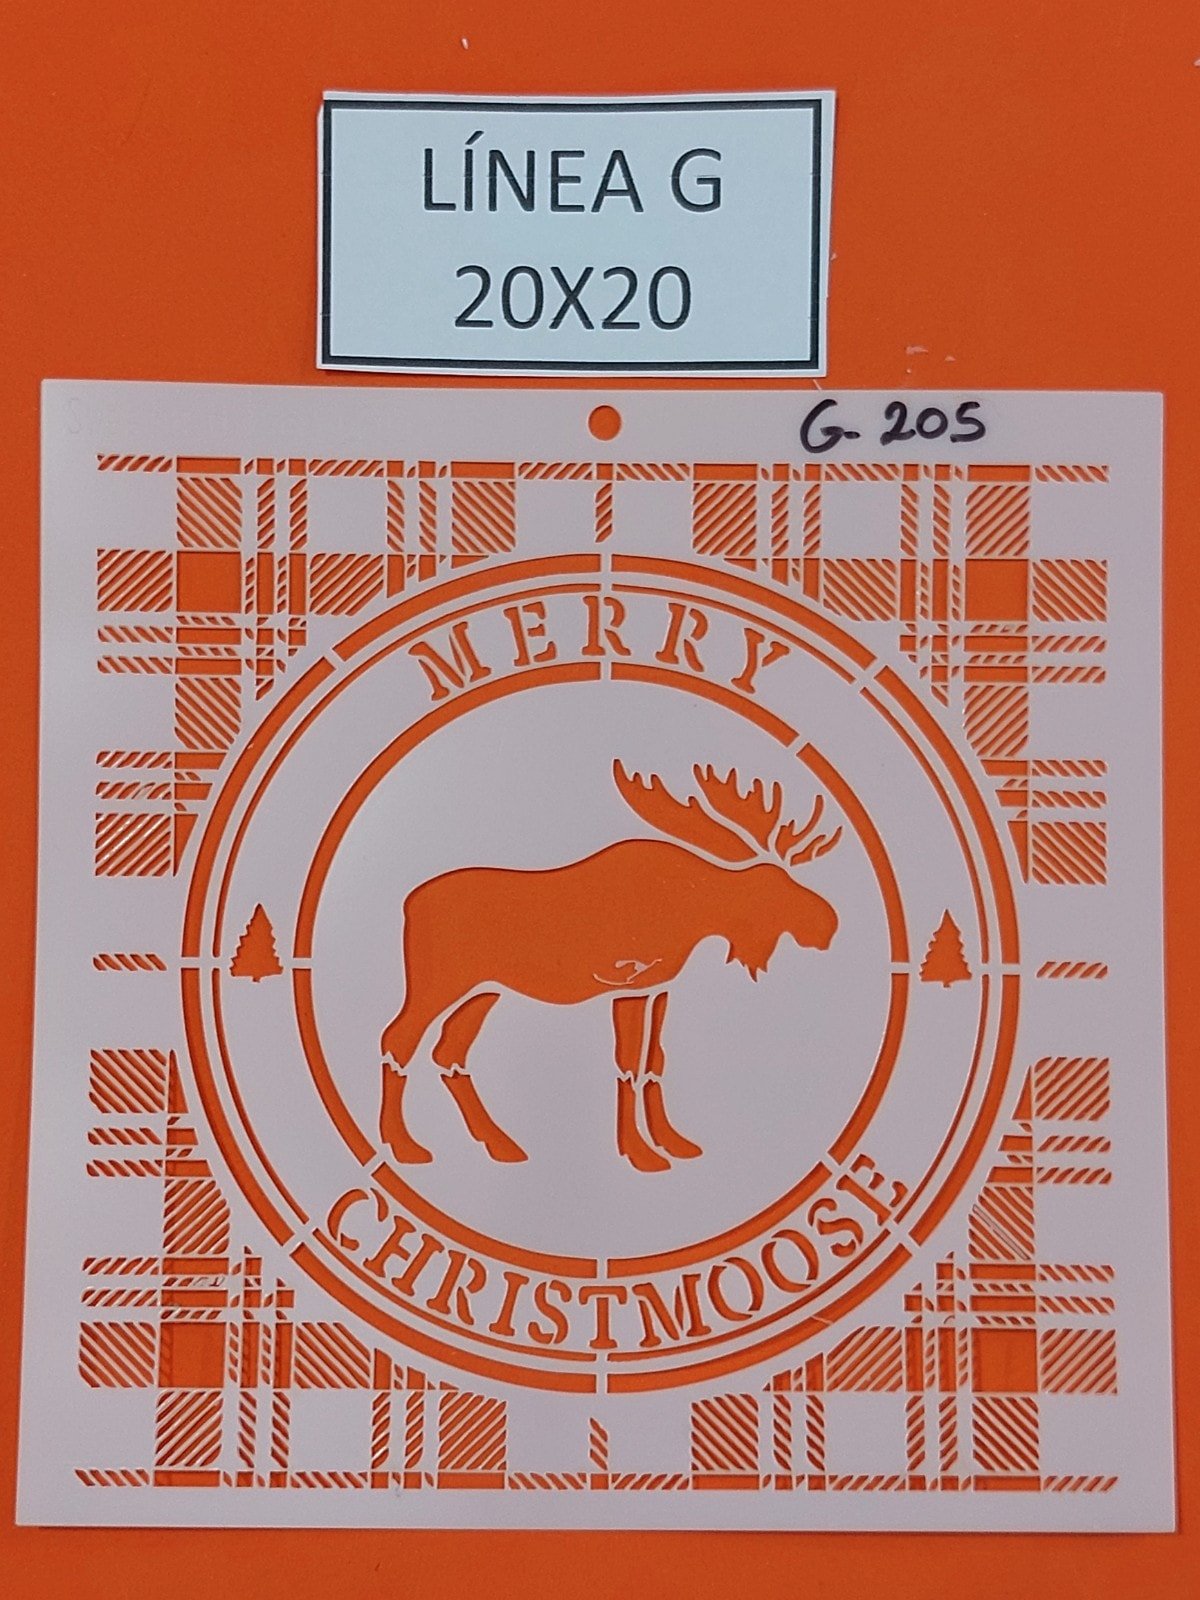 LÍNEA G
20X20
G-205
MERRY
CHRISTMOOSE